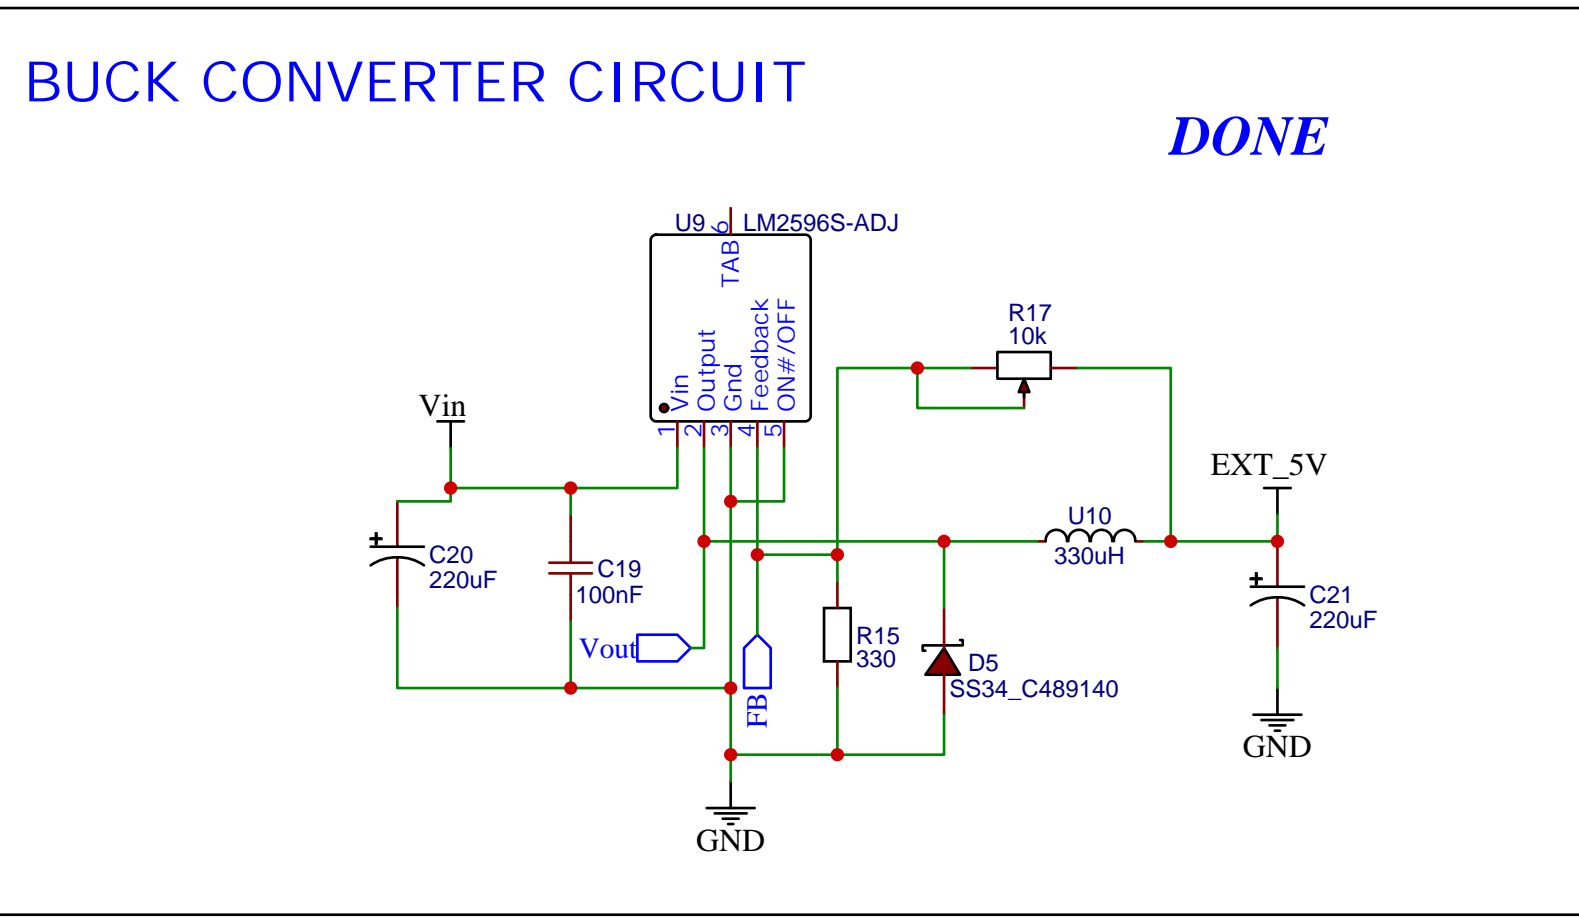 BUCK CONVERTER CIRCUIT
DONE
U9
6
LM2596S-ADJ
TAB
Vin
Output
Gnd
Feedback
ON#/OFF
1
2
3
4
5
R17
10k
Vin
EXT_5V
U10
330uH
C20
220uF
C19
100nF
C21
220uF
Vout
R15
330
D5
SS34_C489140
FB
GND
GND